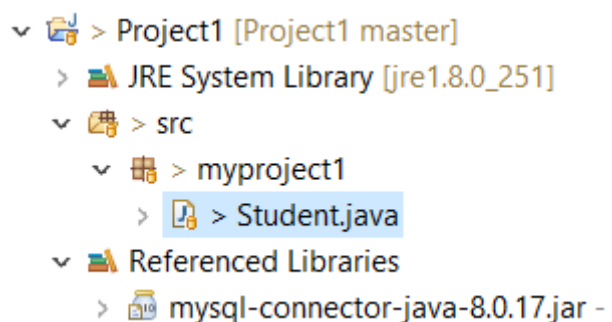 > Project1 [Project1 master]
JRE System Library [jre1.8.0_251]
> src
> myproject1
> Student.java
Referenced Libraries
mysql-connector-java-8.0.17.jar -